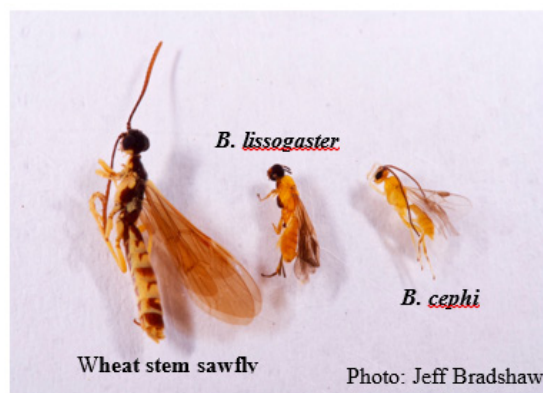 B. lissogaster
B. cephi
Wheat stem sawfly
Photo: Jeff Bradshaw